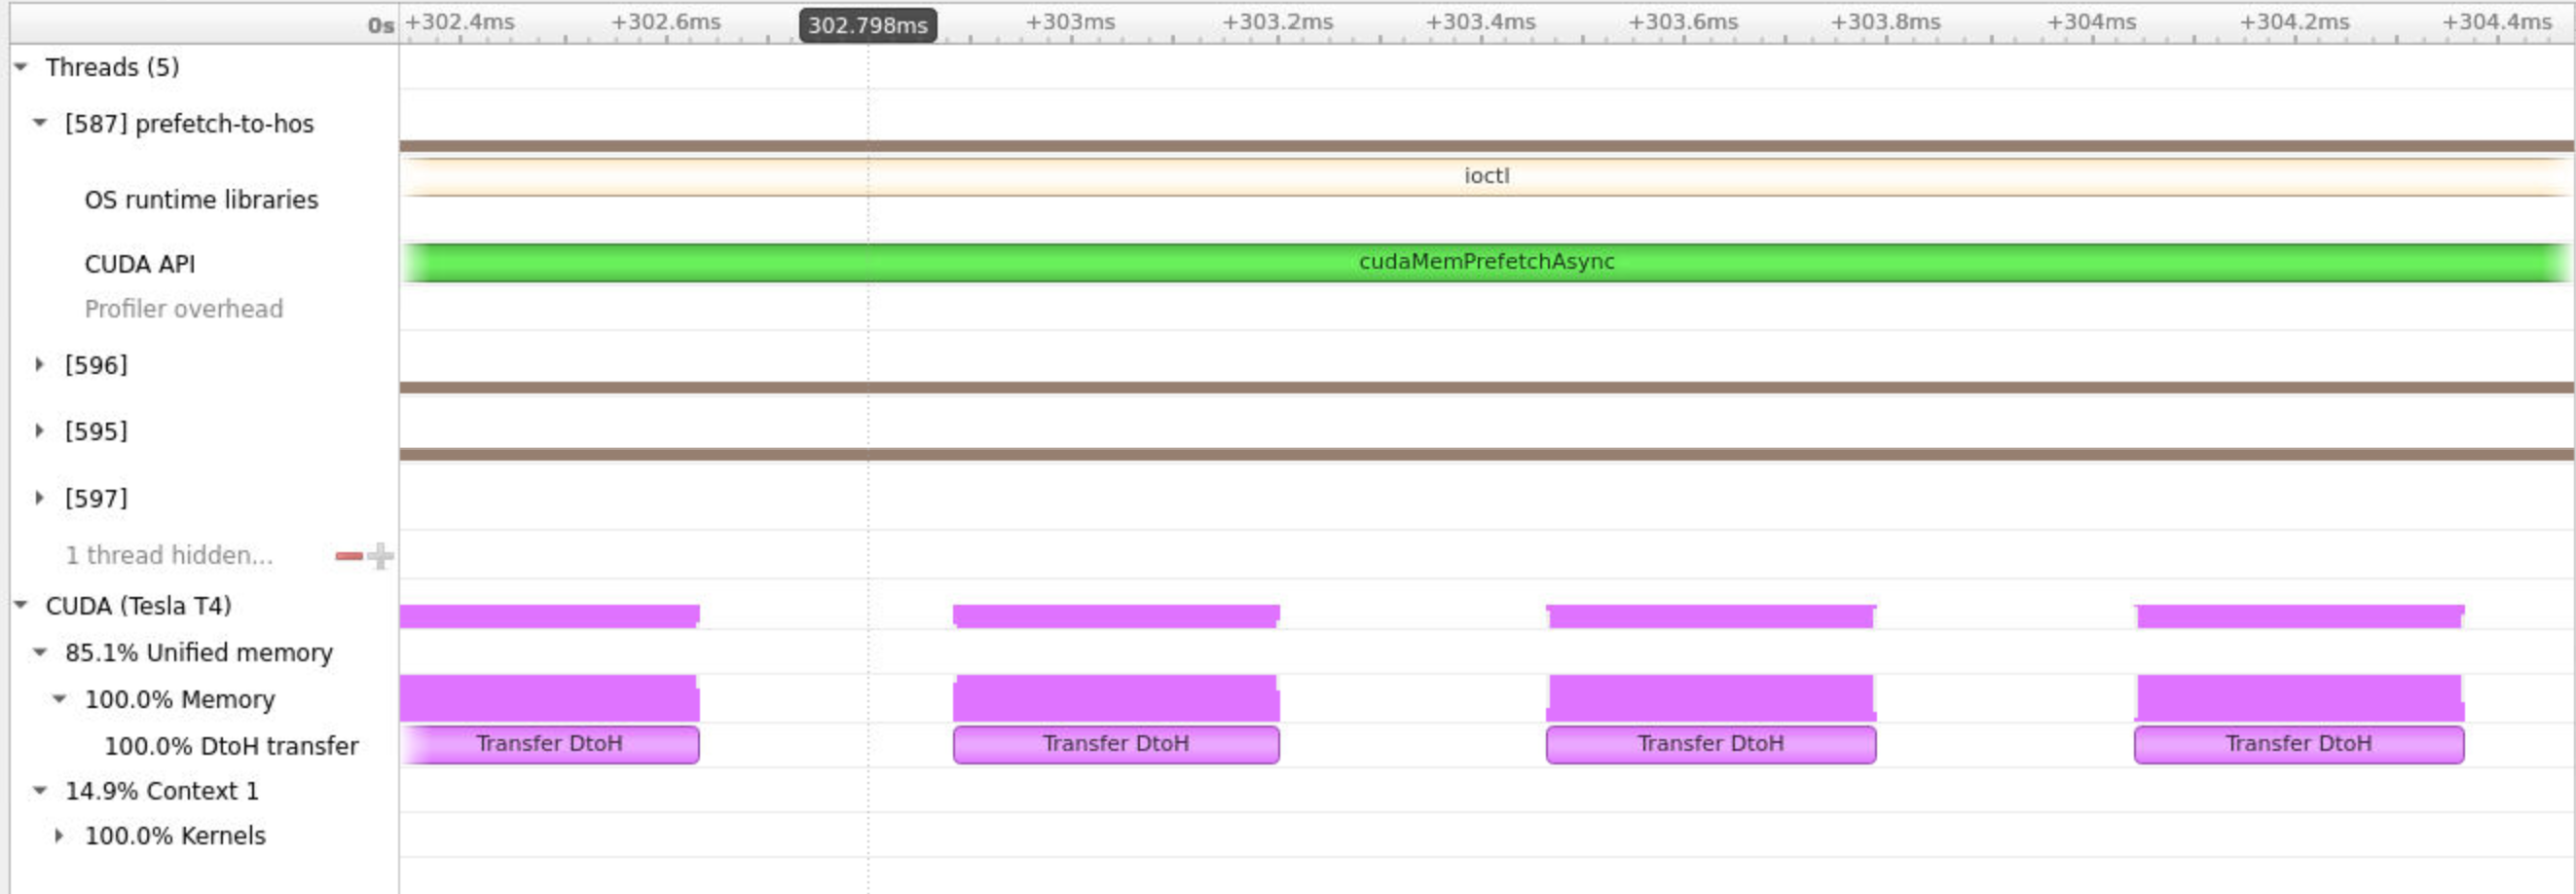 0s +302.4ms +302.6ms 302.798ms +303ms +303.2ms +303.4ms +303.6ms +303.8ms +304ms +304.2ms +304.4ms
Threads (5)
[587] prefetch-to-hos
OS runtime libraries ioctl
CUDA API cudaMemPrefetchAsync
Profiler overhead
[596]
[595]
[597]
1 thread hidden...
CUDA (Tesla T4)
85.1% Unified memory
100.0% Memory
100.0% DtoH transfer Transfer DtoH Transfer DtoH Transfer DtoH Transfer DtoH
14.9% Context 1
100.0% Kernels